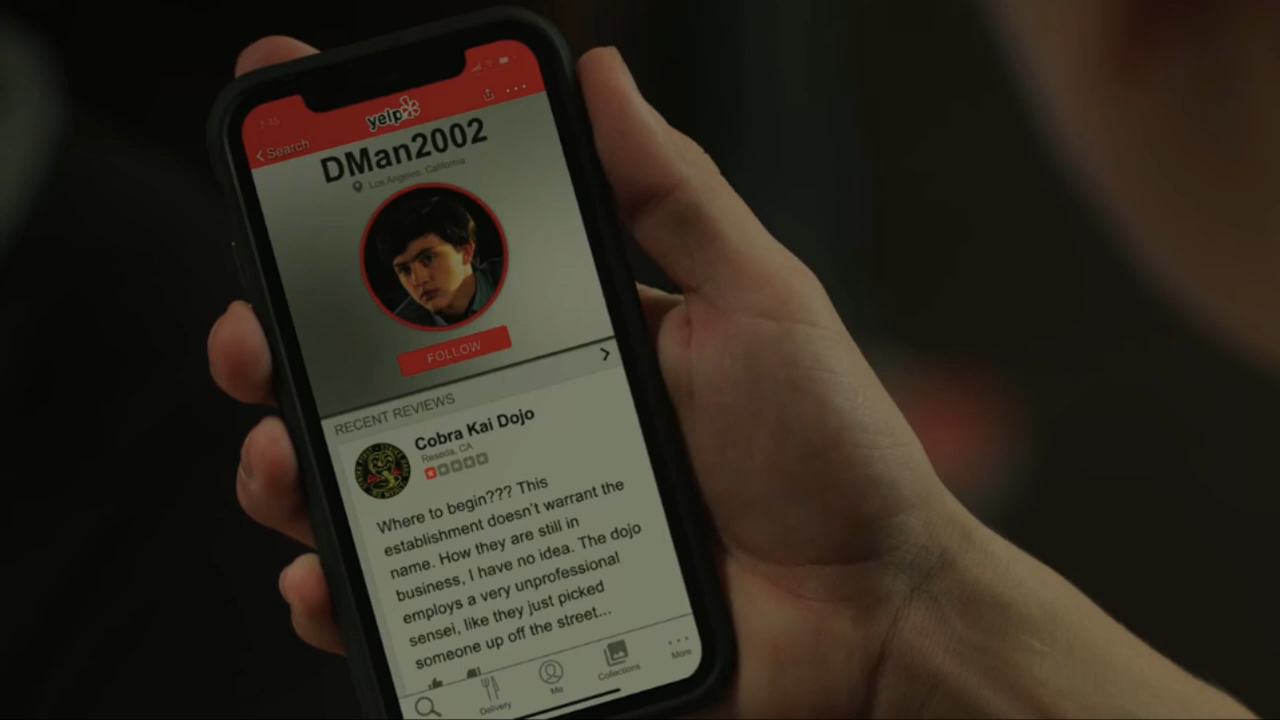 7:45
yelp
Search
DMan2002
Los Angeles, California
FOLLOW
RECENT REVIEWS
Cobra Kai Dojo
Reseda, CA
Where to begin??? This
establishment doesn't warrant the
name. How they are still in
business, I have no idea. The dojo
employs a very unprofessional
sensei, like they just picked
someone up off the street...
Delivery
Me
Collections
More